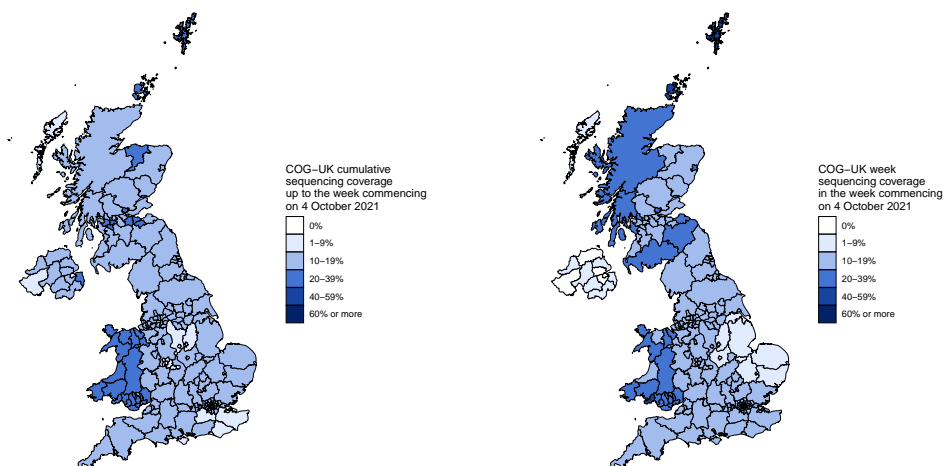 COG–UK cumulative
sequencing coverage
up to the week commencing
on 4 October 2021
0%
1–9%
10–19%
20–39%
40–59%
60% or more
COG–UK week
sequencing coverage
in the week commencing
on 4 October 2021
0%
1–9%
10–19%
20–39%
40–59%
60% or more